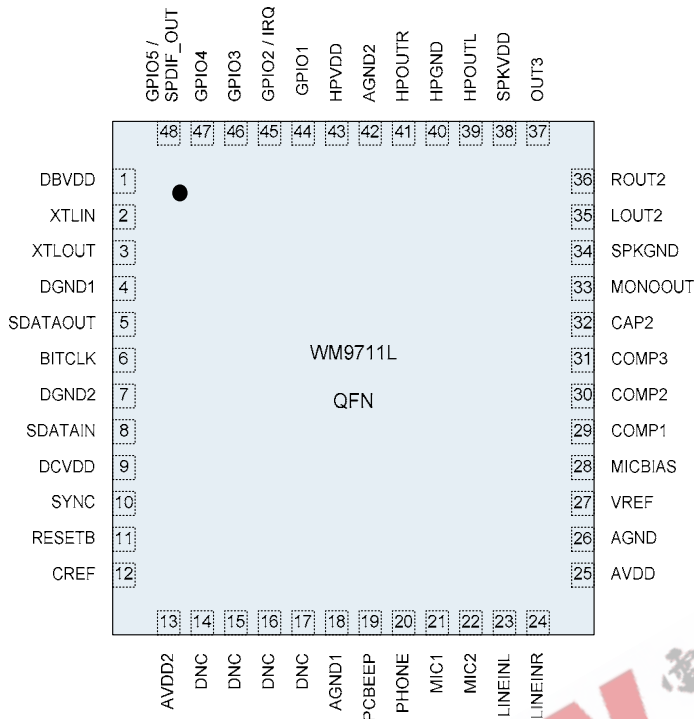 GPIO5 /
SPDIF_OUT
GPIO4
GPIO3
GPIO2 / IRQ
GPIO1
HPVDD
AGND2
HPOUTR
HPGND
HPOUTL
SPKVDD
OUT3
48 47 46 45 44 43 42 41 40 39 38 37
DBVDD 1
XTLIN 2
XTLOUT 3
DGND1 4
SDATAOUT 5
BITCLK 6
DGND2 7
SDATAIN 8
DCVDD 9
SYNC 10
RESETB 11
CREF 12
WM9711L
QFN
36 ROUT2
35 LOUT2
34 SPKGND
33 MONOOUT
32 CAP2
31 COMP3
30 COMP2
29 COMP1
28 MICBIAS
27 VREF
26 AGND
25 AVDD
13 14 15 16 17 18 19 20 21 22 23 24
AVDD2
DNC
DNC
DNC
DNC
AGND1
PCBEEP
PHONE
MIC1
MIC2
LINEINL
LINEINR